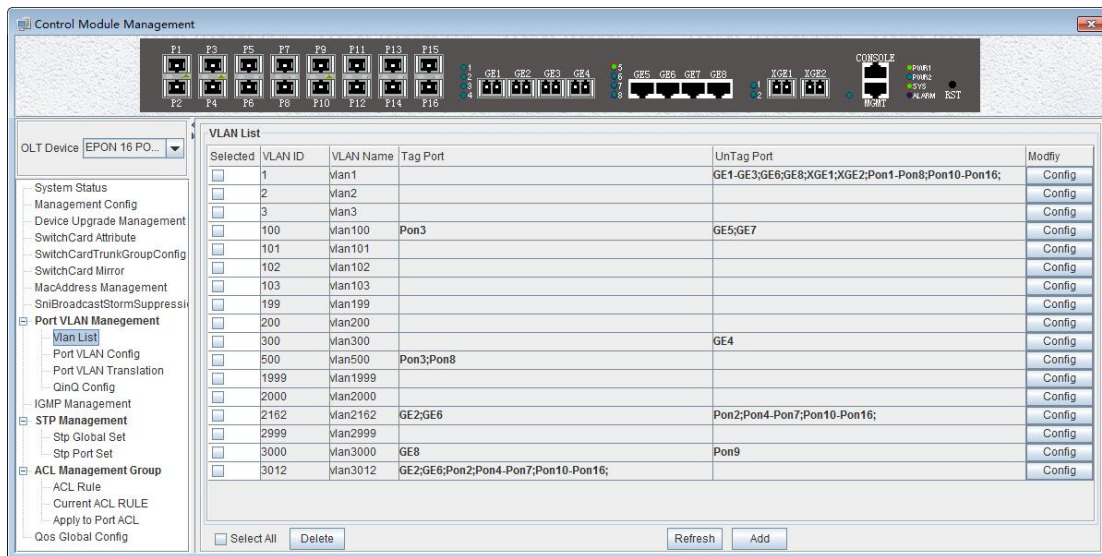 Control Module Management
P1 P3 P5 P7 P9 P11 P13 P15
P2 P4 P6 P8 P10 P12 P14 P16
1
2
3
4
GE1 GE2 GE3 GE4
5
6
7
8
GE5 GE6 GE7 GE8
1
2
XGE1 XGE2
CONSOLE
MGMT
PWR1
PWR2
SYS
ALARM
RST
OLT Device EPON 16 PO...
System Status
Management Config
Device Upgrade Management
SwitchCard Attribute
SwitchCardTrunkGroupConfig
SwitchCard Mirror
MacAddress Management
SniBroadcastStormSuppressi
Port VLAN Manegement
Vlan List
Port VLAN Config
Port VLAN Translation
QinQ Config
IGMP Management
STP Management
Stp Global Set
Stp Port Set
ACL Management Group
ACL Rule
Current ACL RULE
Apply to Port ACL
Qos Global Config
VLAN List
Selected VLAN ID VLAN Name Tag Port UnTag Port Modfiy
1 vlan1 GE1-GE3;GE6;GE8;XGE1;XGE2;Pon1-Pon8;Pon10-Pon16; Config
2 vlan2 Config
3 vlan3 Config
100 vlan100 Pon3 GE5;GE7 Config
101 vlan101 Config
102 vlan102 Config
103 vlan103 Config
199 vlan199 Config
200 vlan200 Config
300 vlan300 GE4 Config
500 vlan500 Pon3;Pon8 Config
1999 vlan1999 Config
2000 vlan2000 Config
2162 vlan2162 GE2;GE6 Pon2;Pon4-Pon7;Pon10-Pon16; Config
2999 vlan2999 Config
3000 vlan3000 GE8 Pon9 Config
3012 vlan3012 GE2;GE6;Pon2;Pon4-Pon7;Pon10-Pon16; Config
Select All Delete Refresh Add